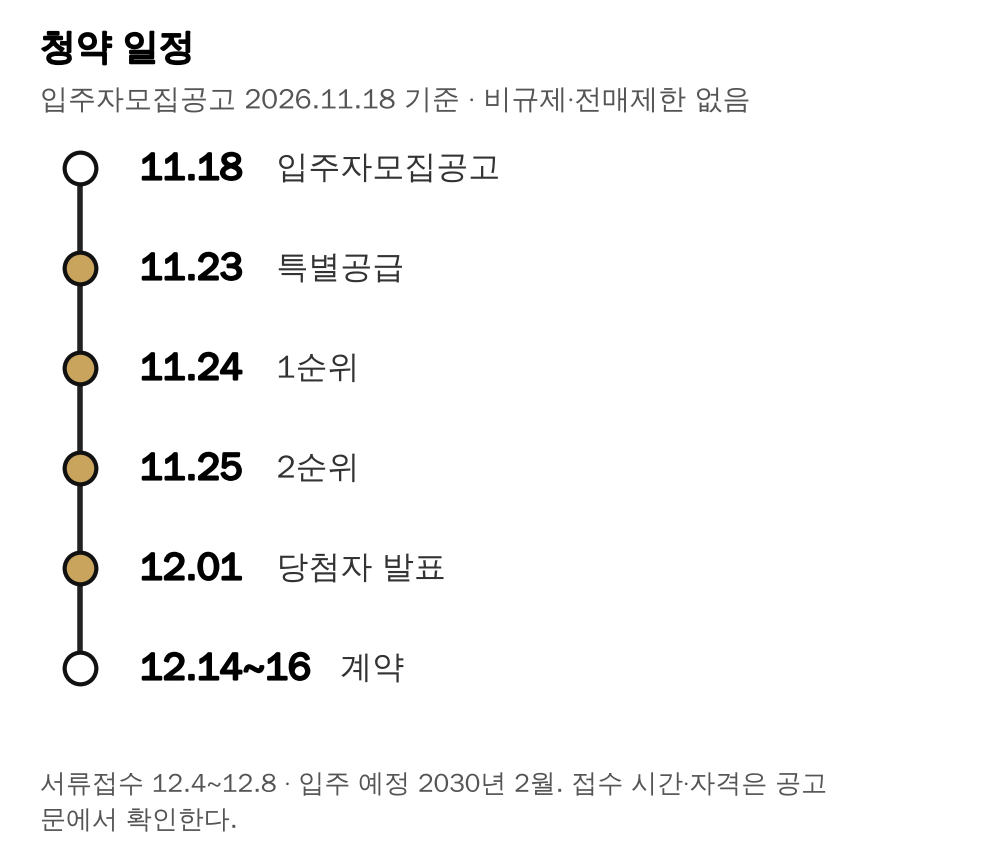 청약 일정
입주자모집공고 2026.11.18 기준 · 비규제·전매제한 없음
11.18 입주자모집공고
11.23 특별공급
11.24 1순위
11.25 2순위
12.01 당첨자 발표
12.14~16 계약
서류접수 12.4~12.8 · 입주 예정 2030년 2월. 접수 시간·자격은 공고
문에서 확인한다.